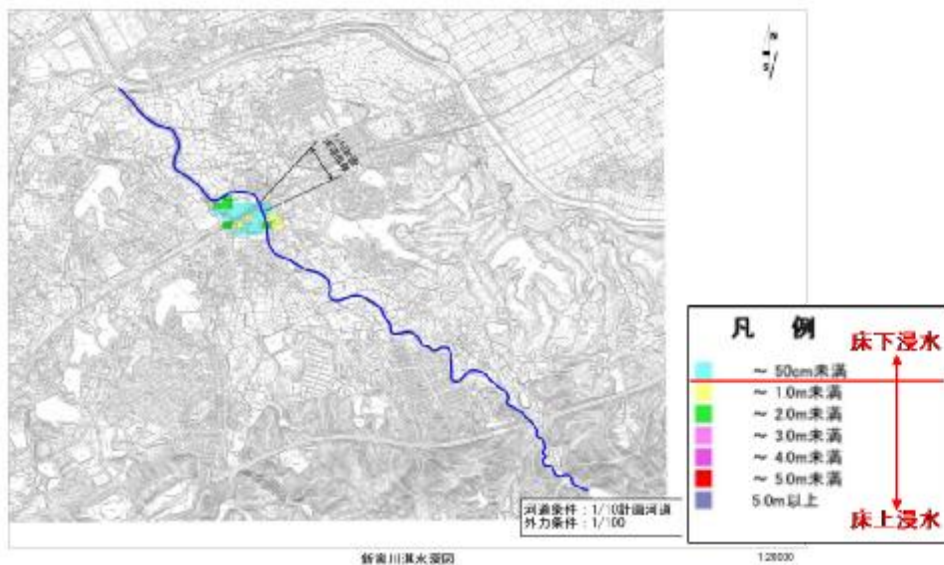 N
S
凡 例
床下浸水
~ 50cm未満
~ 1.0m未満
~ 2.0m未満
~ 3.0m未満
~ 4.0m未満
~ 5.0m未満
5.0m以上
床上浸水
河道条件:1/10計画河道
外力条件:1/100